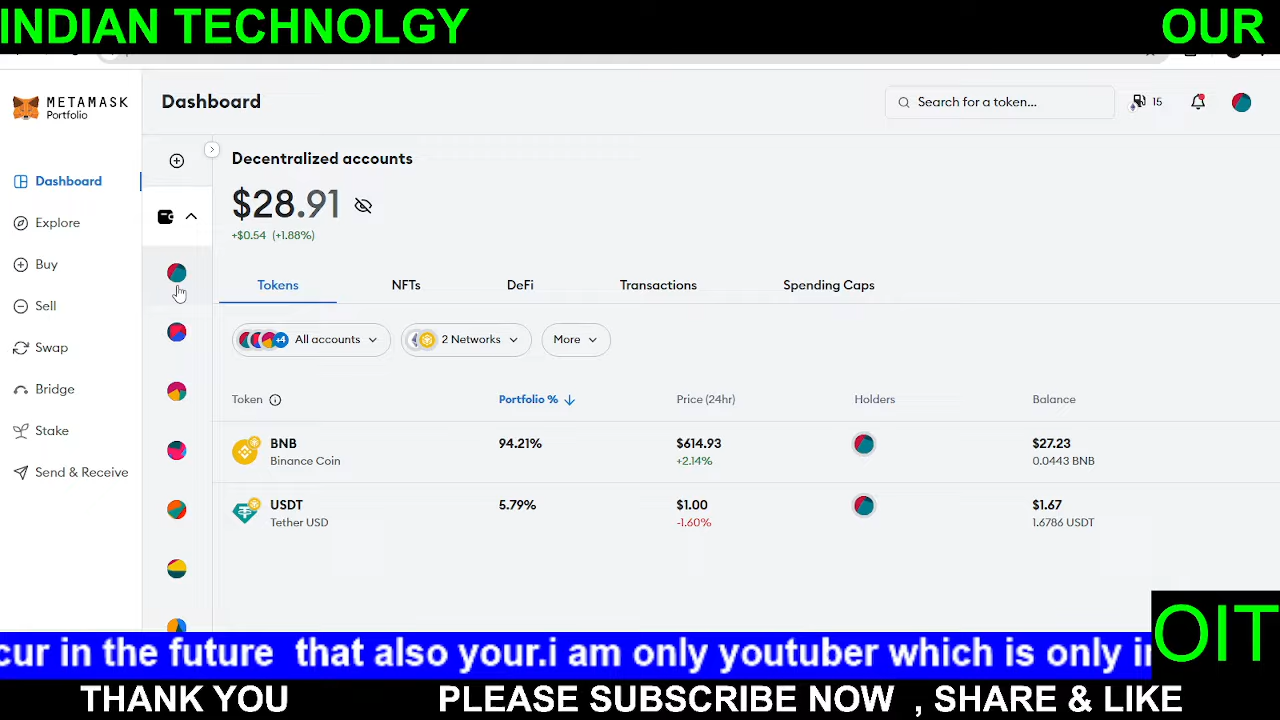 INDIAN TECHNOLGY OUR
METAMASK
Portfolio
Dashboard
Search for a token...
15
Dashboard
Explore
Buy
Sell
Swap
Bridge
Stake
Send & Receive
Decentralized accounts
$28.91
+$0.54 (+1.88%)
Tokens NFTs DeFi Transactions Spending Caps
+4 All accounts 2 Networks More
Token Portfolio % Price (24hr) Holders Balance
BNB 94.21% $614.93 $27.23
Binance Coin +2.14% 0.0443 BNB
USDT 5.79% $1.00 $1.67
Tether USD -1.60% 1.6786 USDT
OIT
cur in the future that also your.i am only youtuber which is only in
THANK YOU PLEASE SUBSCRIBE NOW , SHARE & LIKE